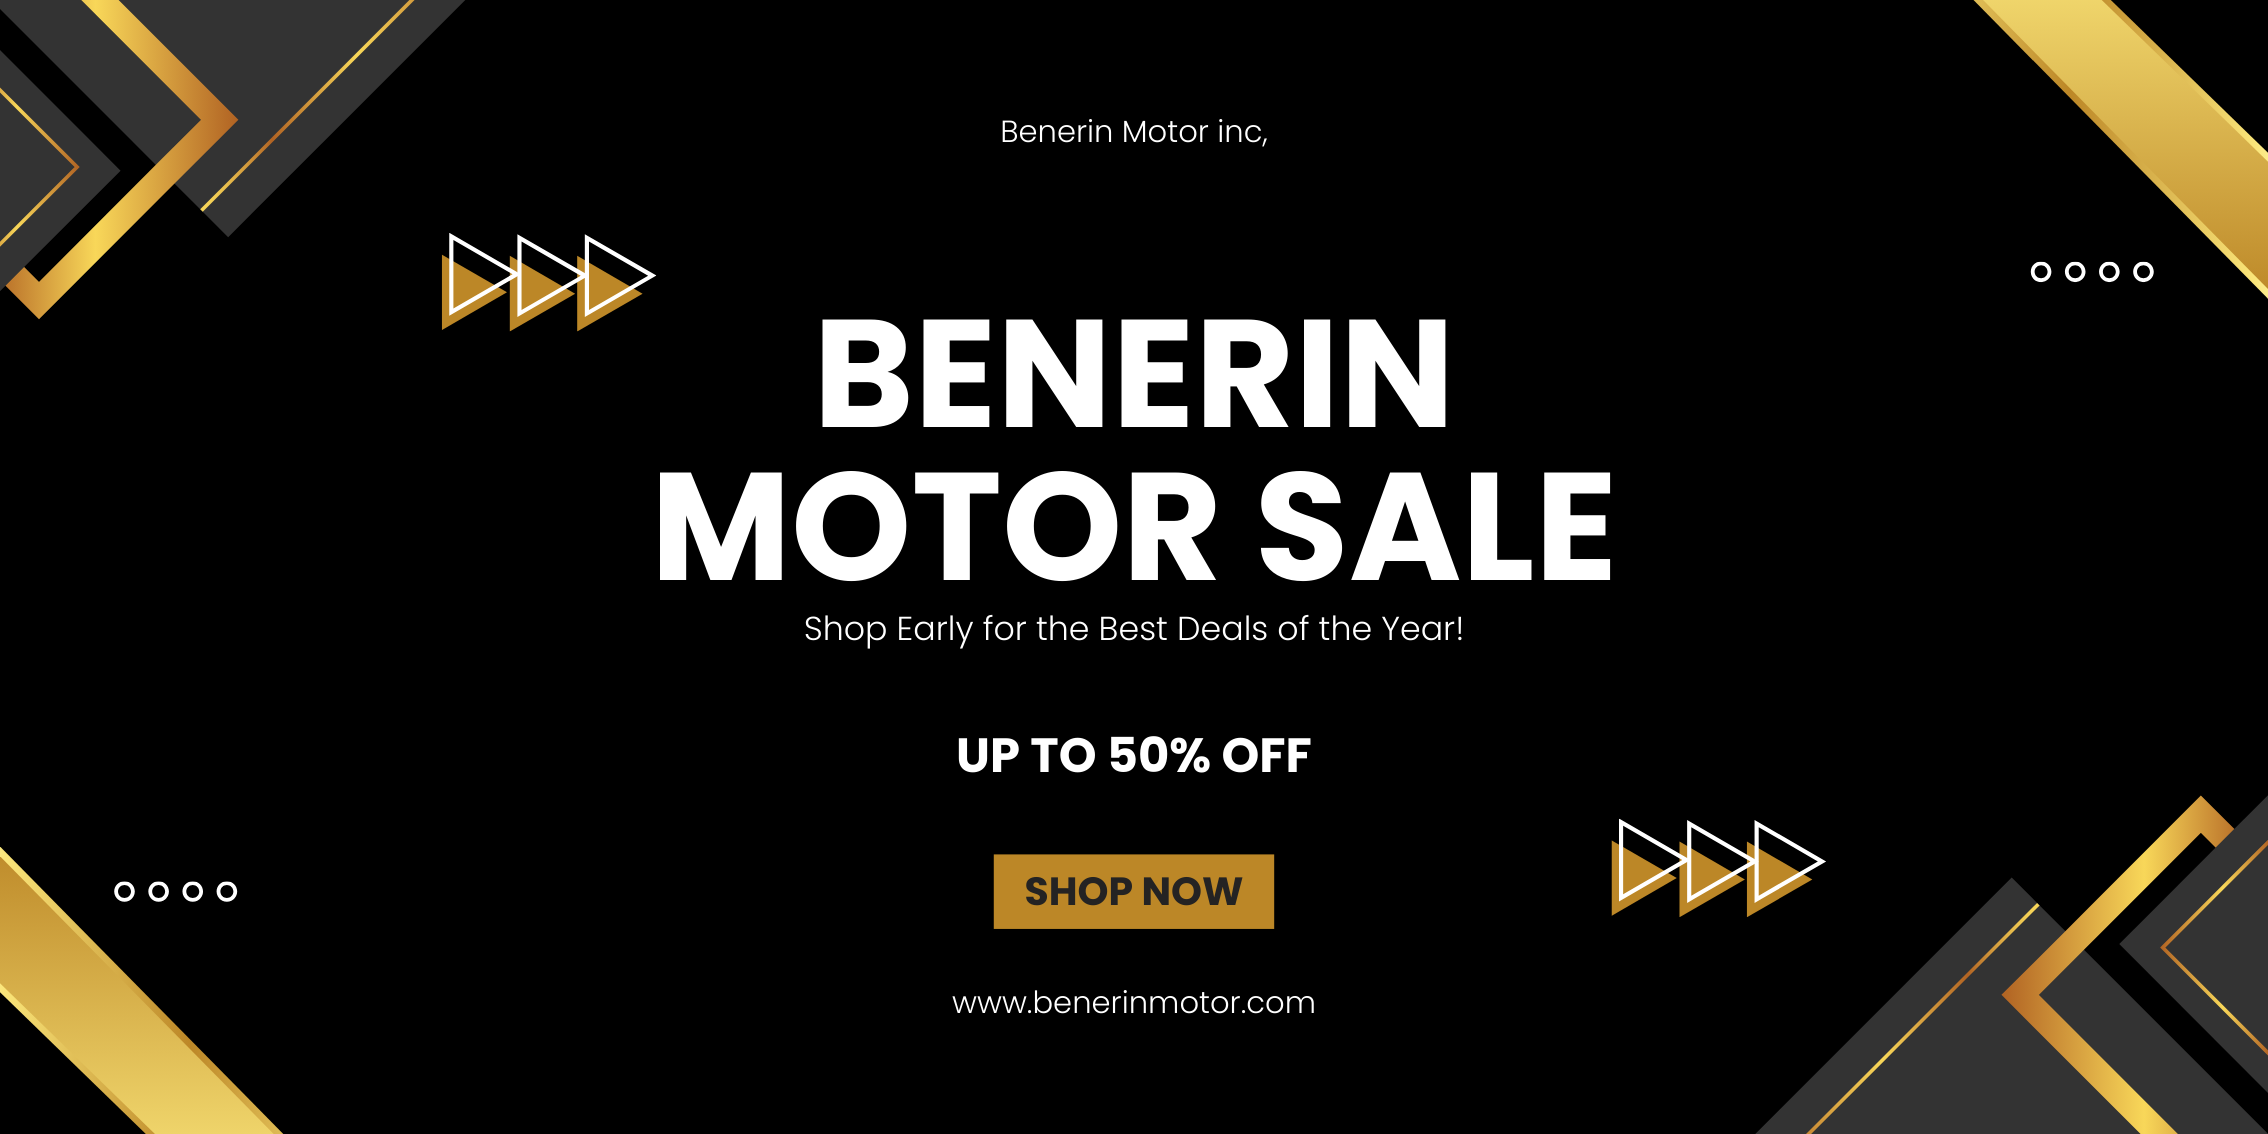 Benerin Motor inc,
BENERIN
MOTOR SALE
Shop Early for the Best Deals of the Year!
UP TO 50% OFF
SHOP NOW
www.benerinmotor.com